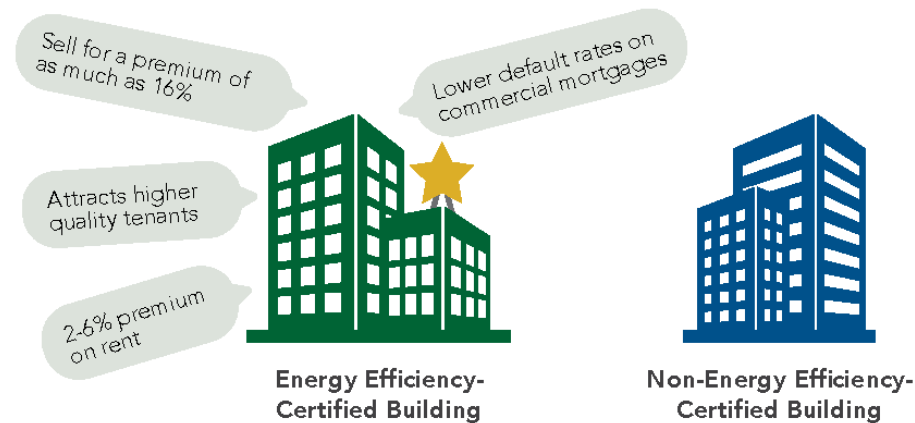 Sell for a premium of
as much as 16%
Lower default rates on
commercial mortgages
Attracts higher
quality tenants
2-6% premium
on rent
Energy Efficiency-
Certified Building
Non-Energy Efficiency-
Certified Building